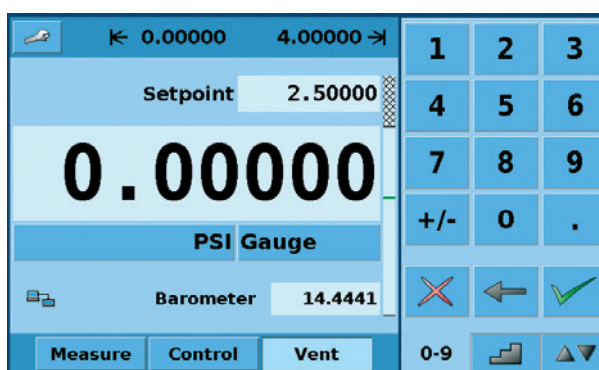 0.00000 4.00000
Setpoint 2.50000
0.00000
PSI Gauge
Barometer 14.4441
Measure Control Vent
1 2 3
4 5 6
7 8 9
+/- 0 .
0-9